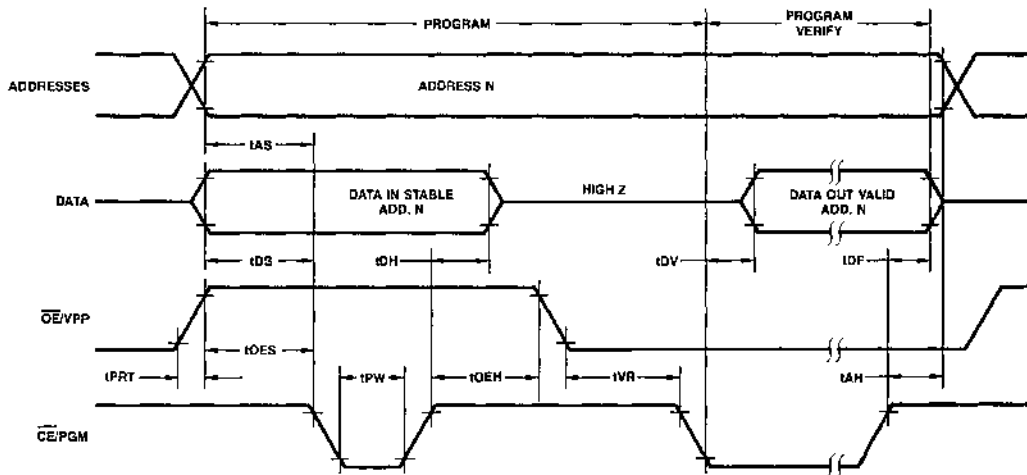 PROGRAM
PROGRAM
VERIFY
ADDRESSES
ADDRESS N
tAS
DATA
DATA IN STABLE
ADD. N
HIGH Z
DATA OUT VALID
ADD. N
tDS
tDH
tDV
tDF
OE/VPP
tOES
tPRT
tPW
tOEH
tVR
tAH
CE/PGM